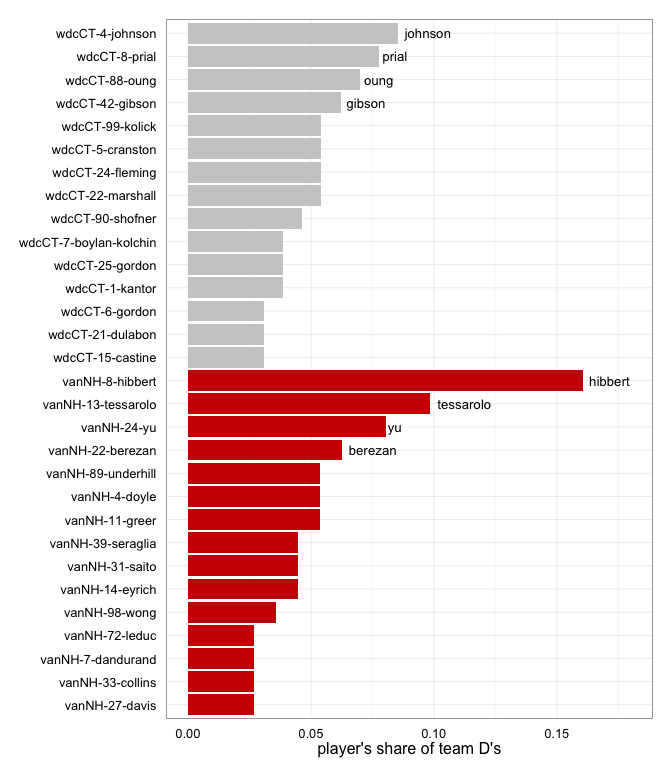 wdcCT-4-johnson johnson
wdcCT-8-prial prial
wdcCT-88-oung oung
wdcCT-42-gibson gibson
wdcCT-99-kolick
wdcCT-5-cranston
wdcCT-24-fleming
wdcCT-22-marshall
wdcCT-90-shofner
wdcCT-7-boylan-kolchin
wdcCT-25-gordon
wdcCT-1-kantor
wdcCT-6-gordon
wdcCT-21-dulabon
wdcCT-15-castine
vanNH-8-hibbert hibbert
vanNH-13-tessarolo tessarolo
vanNH-24-yu yu
vanNH-22-berezan berezan
vanNH-89-underhill
vanNH-4-doyle
vanNH-11-greer
vanNH-39-seraglia
vanNH-31-saito
vanNH-14-eyrich
vanNH-98-wong
vanNH-72-leduc
vanNH-7-dandurand
vanNH-33-collins
vanNH-27-davis
0.00 0.05 0.10 0.15
player's share of team D's